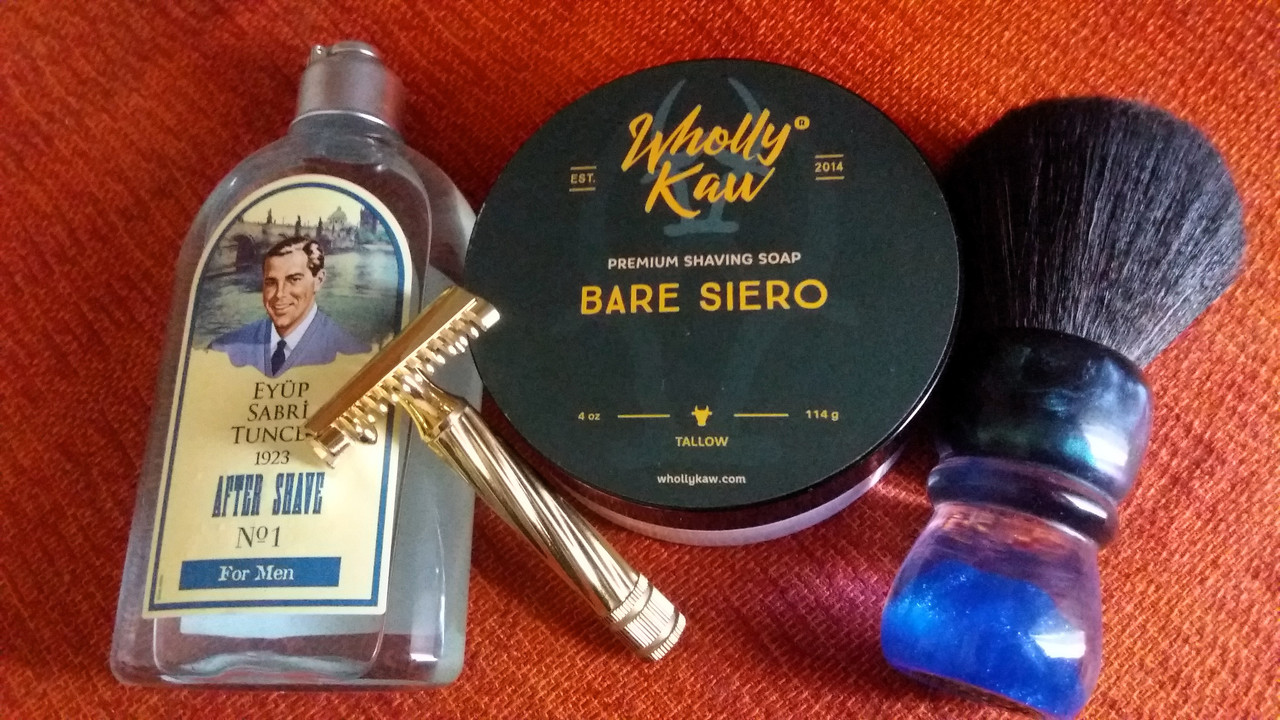 EYÜP
SABRİ
1923
AFTER SHAVE
Nº1
For Men
Wholly
Kaw®
EST.
2014
PREMIUM SHAVING SOAP
BARE SIERO
4 oz
114 g
TALLOW
whollykaw.com